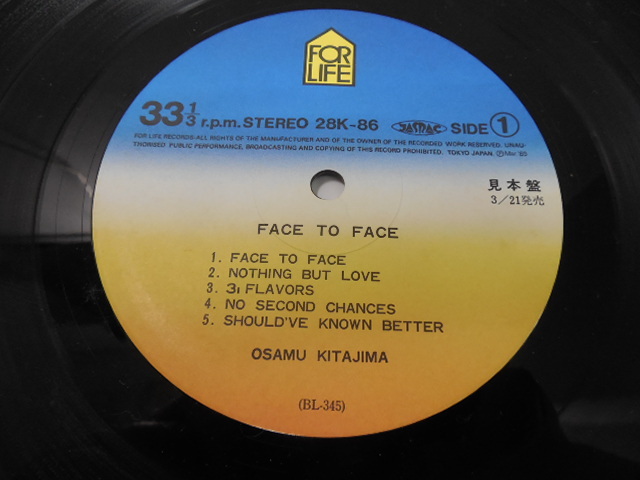 FOR
LIFE
33 1/3 r.p.m. STEREO 28K-86 JASRAC SIDE 1
FOR LIFE RECORDS·ALL RIGHTS OF THE MANUFACTURER AND OF THE OWNER OF THE RECORDED WORK RESERVED. UNAU-
THORISED PUBLIC PERFORMANCE, BROADCASTING AND COPYING OF THIS RECORD PROHIBITED. TOKYO JAPAN.
見本盤
3/21発売
FACE TO FACE
1. FACE TO FACE
2. NOTHING BUT LOVE
3. FLAVORS
4. NO SECOND CHANCES
5. SHOULD'VE KNOWN BETTER
OSAMU KITAJIMA
(BL-345)